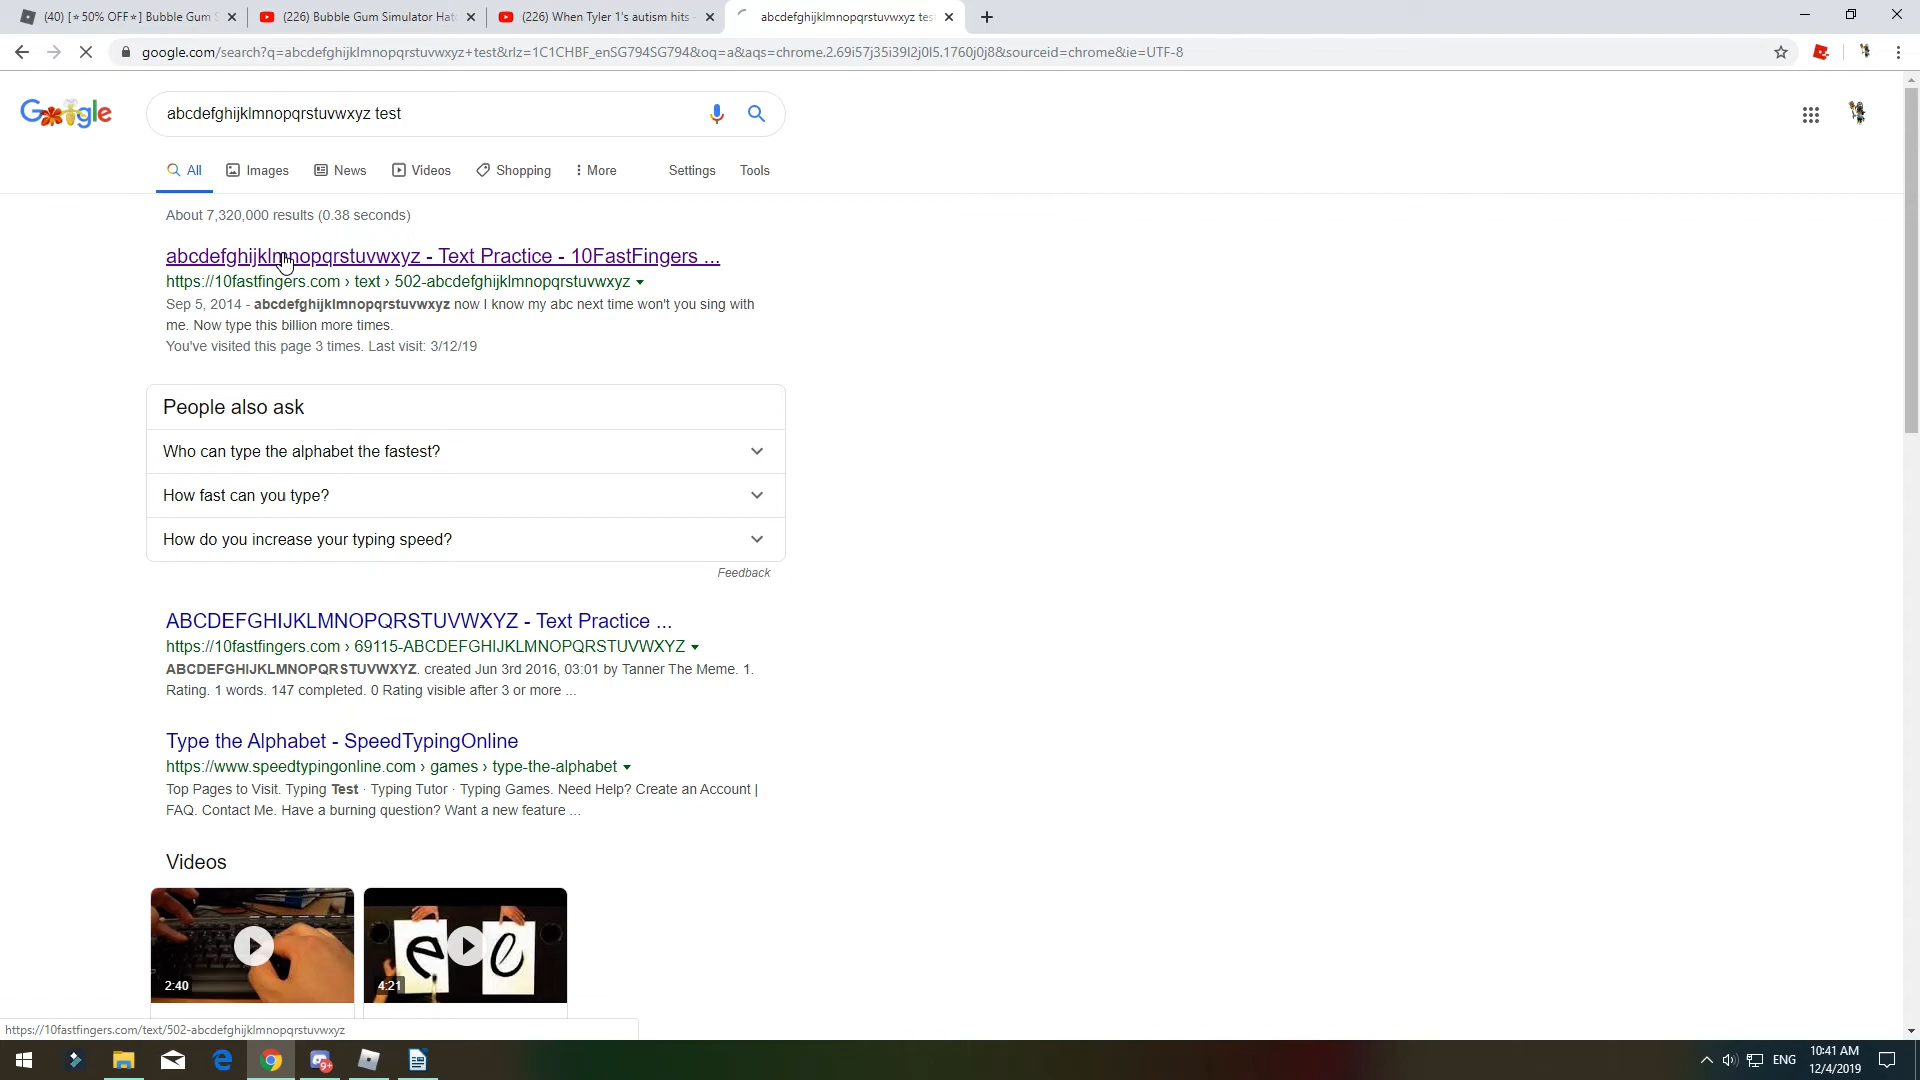 (40) [⭐50% OFF⭐] Bubble Gum S
(226) Bubble Gum Simulator Hat
(226) When Tyler 1's autism hits -
abcdefghijklmnopqrstuvwxyz tes
google.com/search?q=abcdefghijklmnopqrstuvwxyz+test&rlz=1C1CHBF_enSG794SG794&oq=a&aqs=chrome.2.69i57j35i39l2j0l5.1760j0j8&sourceid=chrome&ie=UTF-8
Google
abcdefghijklmnopqrstuvwxyz test
All Images News Videos Shopping More Settings Tools
About 7,320,000 results (0.38 seconds)
abcdefghijklmnopqrstuvwxyz - Text Practice - 10FastFingers ...
https://10fastfingers.com › text › 502-abcdefghijklmnopqrstuvwxyz
Sep 5, 2014 - abcdefghijklmnopqrstuvwxyz now I know my abc next time won't you sing with
me. Now type this billion more times.
You've visited this page 3 times. Last visit: 3/12/19
People also ask
Who can type the alphabet the fastest?
How fast can you type?
How do you increase your typing speed?
Feedback
ABCDEFGHIJKLMNOPQRSTUVWXYZ - Text Practice ...
https://10fastfingers.com › 69115-ABCDEFGHIJKLMNOPQRSTUVWXYZ
ABCDEFGHIJKLMNOPQRSTUVWXYZ. created Jun 3rd 2016, 03:01 by Tanner The Meme. 1.
Rating. 1 words. 147 completed. 0 Rating visible after 3 or more ...
Type the Alphabet - SpeedTypingOnline
https://www.speedtypingonline.com › games › type-the-alphabet
Top Pages to Visit. Typing Test · Typing Tutor · Typing Games. Need Help? Create an Account |
FAQ. Contact Me. Have a burning question? Want a new feature ...
Videos
e l
2:40
4:21
https://10fastfingers.com/text/502-abcdefghijklmnopqrstuvwxyz
9+
ENG
10:41 AM
12/4/2019